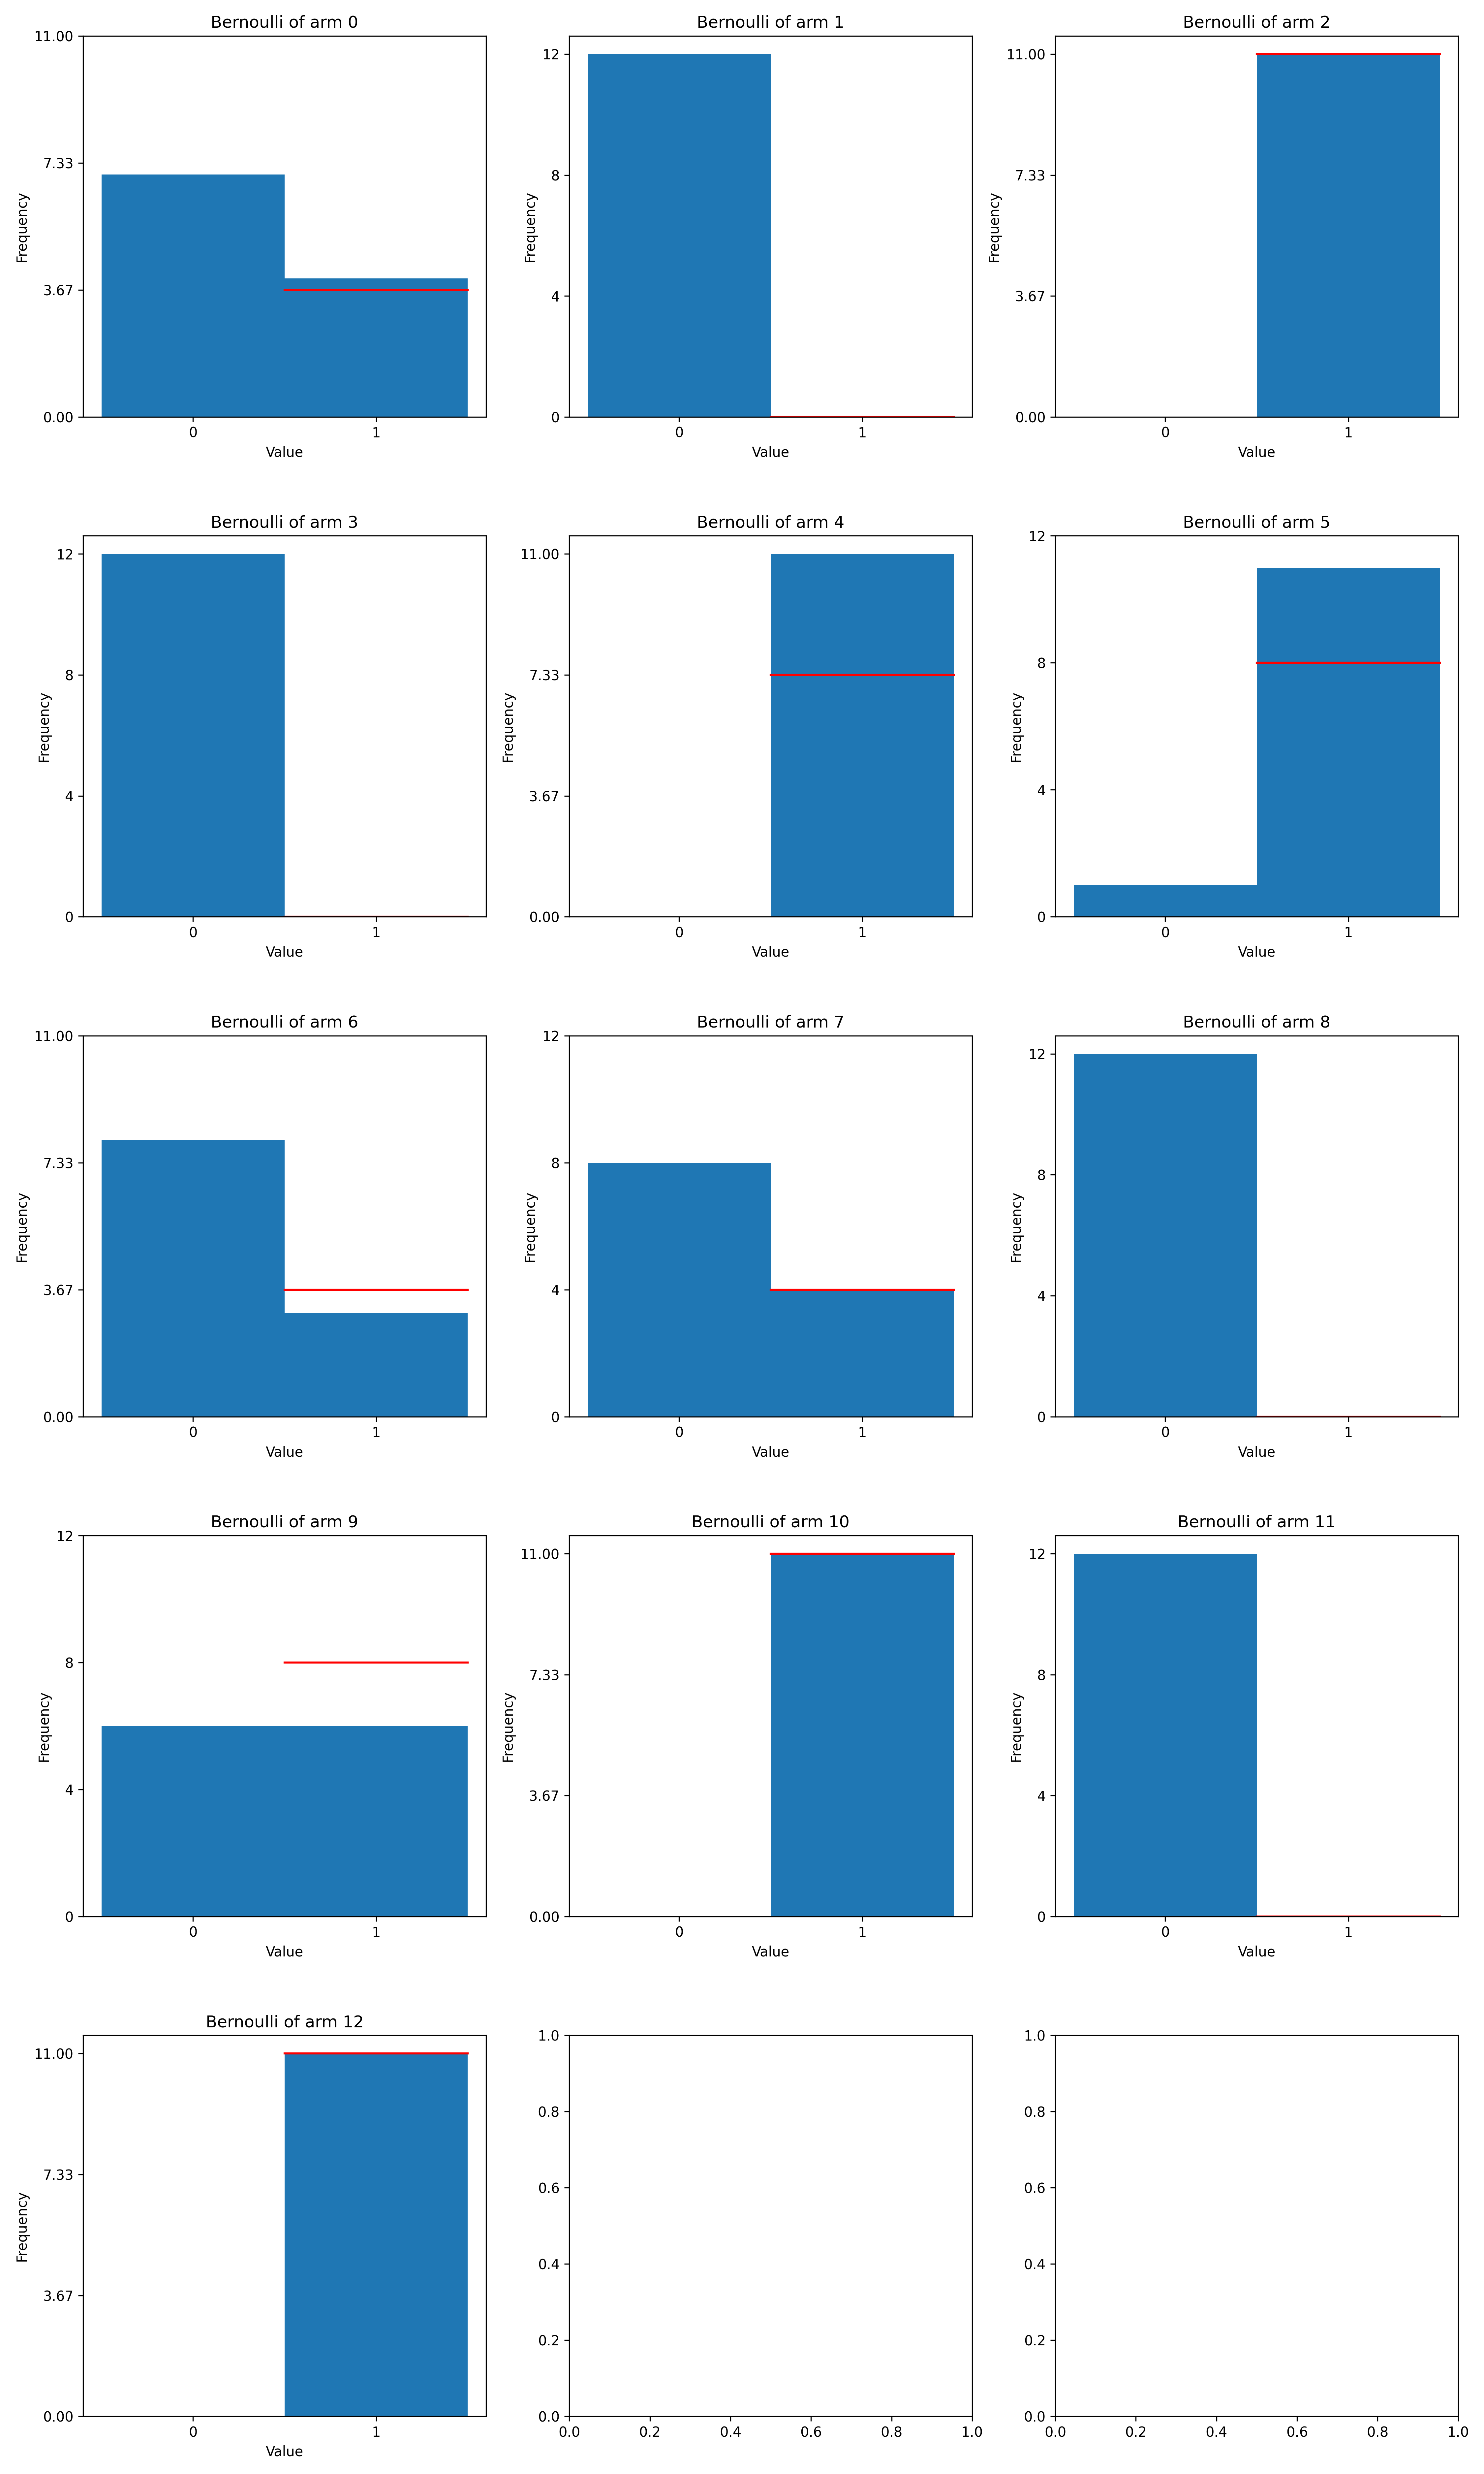 Bernoulli of arm 0
11.00
7.33
3.67
0.00
Frequency
0 1
Value
Bernoulli of arm 1
12
8
4
0
Frequency
0 1
Value
Bernoulli of arm 2
11.00
7.33
3.67
0.00
Frequency
0 1
Value
Bernoulli of arm 3
12
8
4
0
Frequency
0 1
Value
Bernoulli of arm 4
11.00
7.33
3.67
0.00
Frequency
0 1
Value
Bernoulli of arm 5
12
8
4
0
Frequency
0 1
Value
Bernoulli of arm 6
11.00
7.33
3.67
0.00
Frequency
0 1
Value
Bernoulli of arm 7
12
8
4
0
Frequency
0 1
Value
Bernoulli of arm 8
12
8
4
0
Frequency
0 1
Value
Bernoulli of arm 9
12
8
4
0
Frequency
0 1
Value
Bernoulli of arm 10
11.00
7.33
3.67
0.00
Frequency
0 1
Value
Bernoulli of arm 11
12
8
4
0
Frequency
0 1
Value
Bernoulli of arm 12
11.00
7.33
3.67
0.00
Frequency
0 1
Value
1.0
0.8
0.6
0.4
0.2
0.0
0.0 0.2 0.4 0.6 0.8 1.0
1.0
0.8
0.6
0.4
0.2
0.0
0.0 0.2 0.4 0.6 0.8 1.0